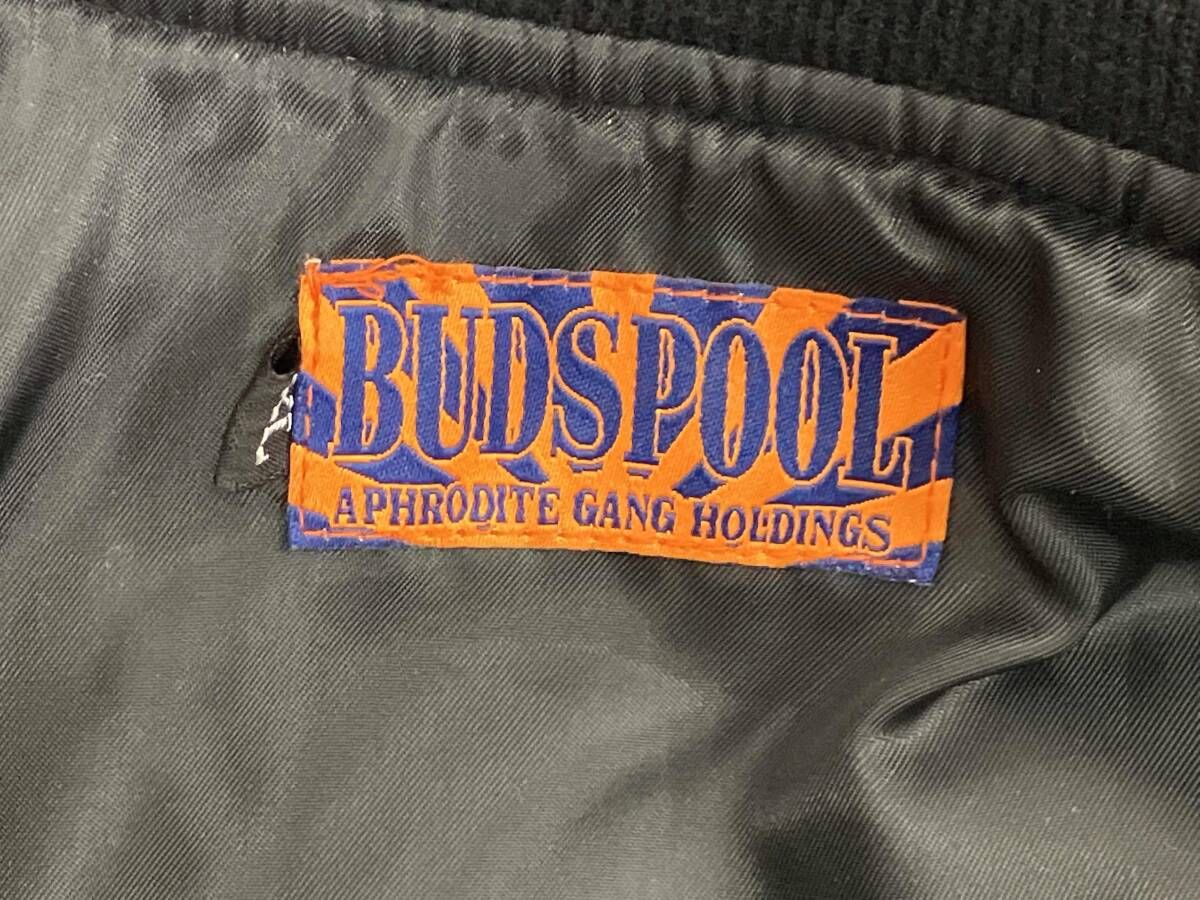 BUDSPOOL
APHRODITE GANG HOLDINGS